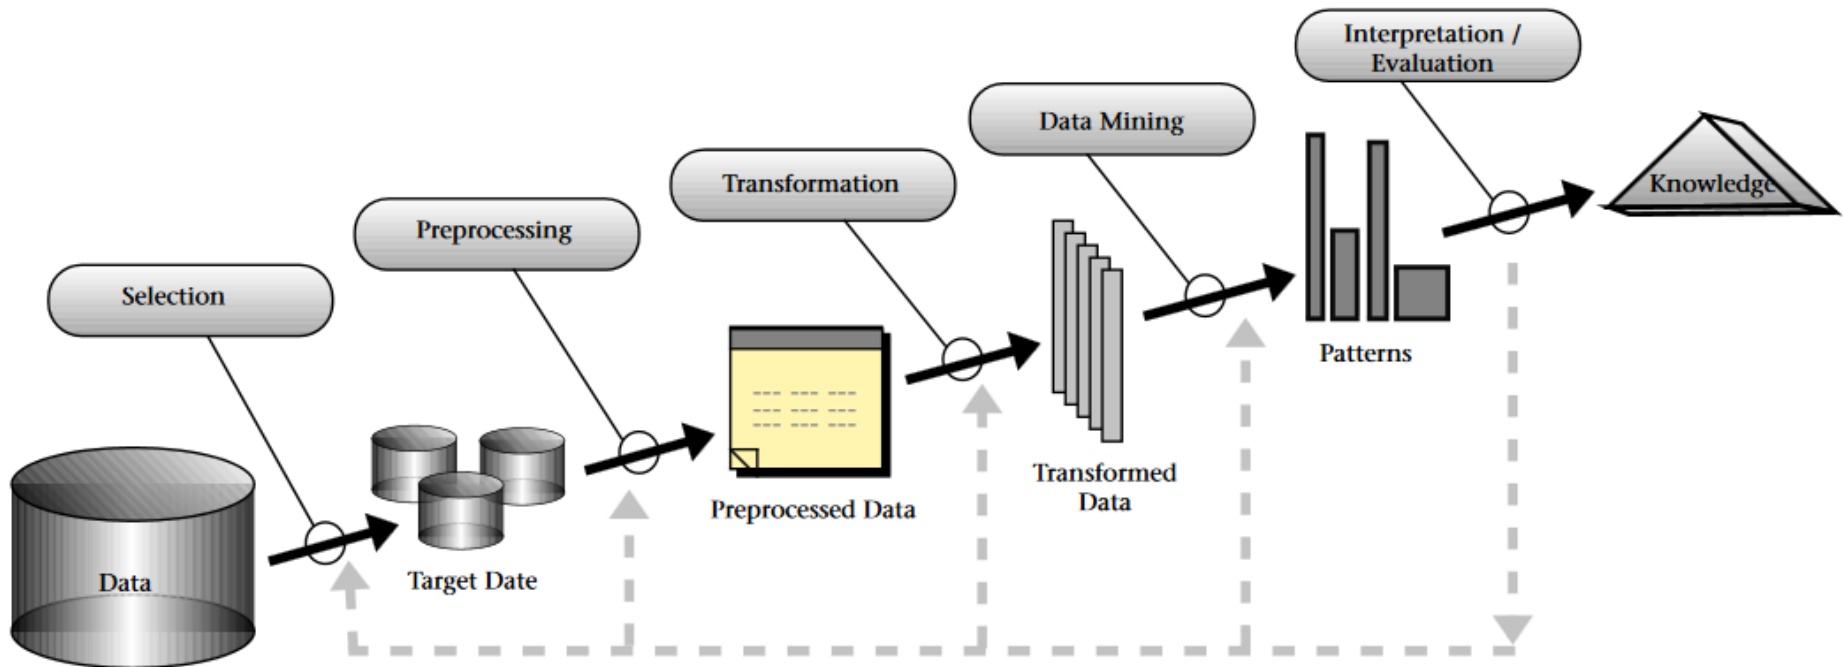 Interpretation /
Evaluation
Data Mining
Transformation
Knowledge
Preprocessing
Selection
Patterns
Transformed
Data
Preprocessed Data
Target Date
Data